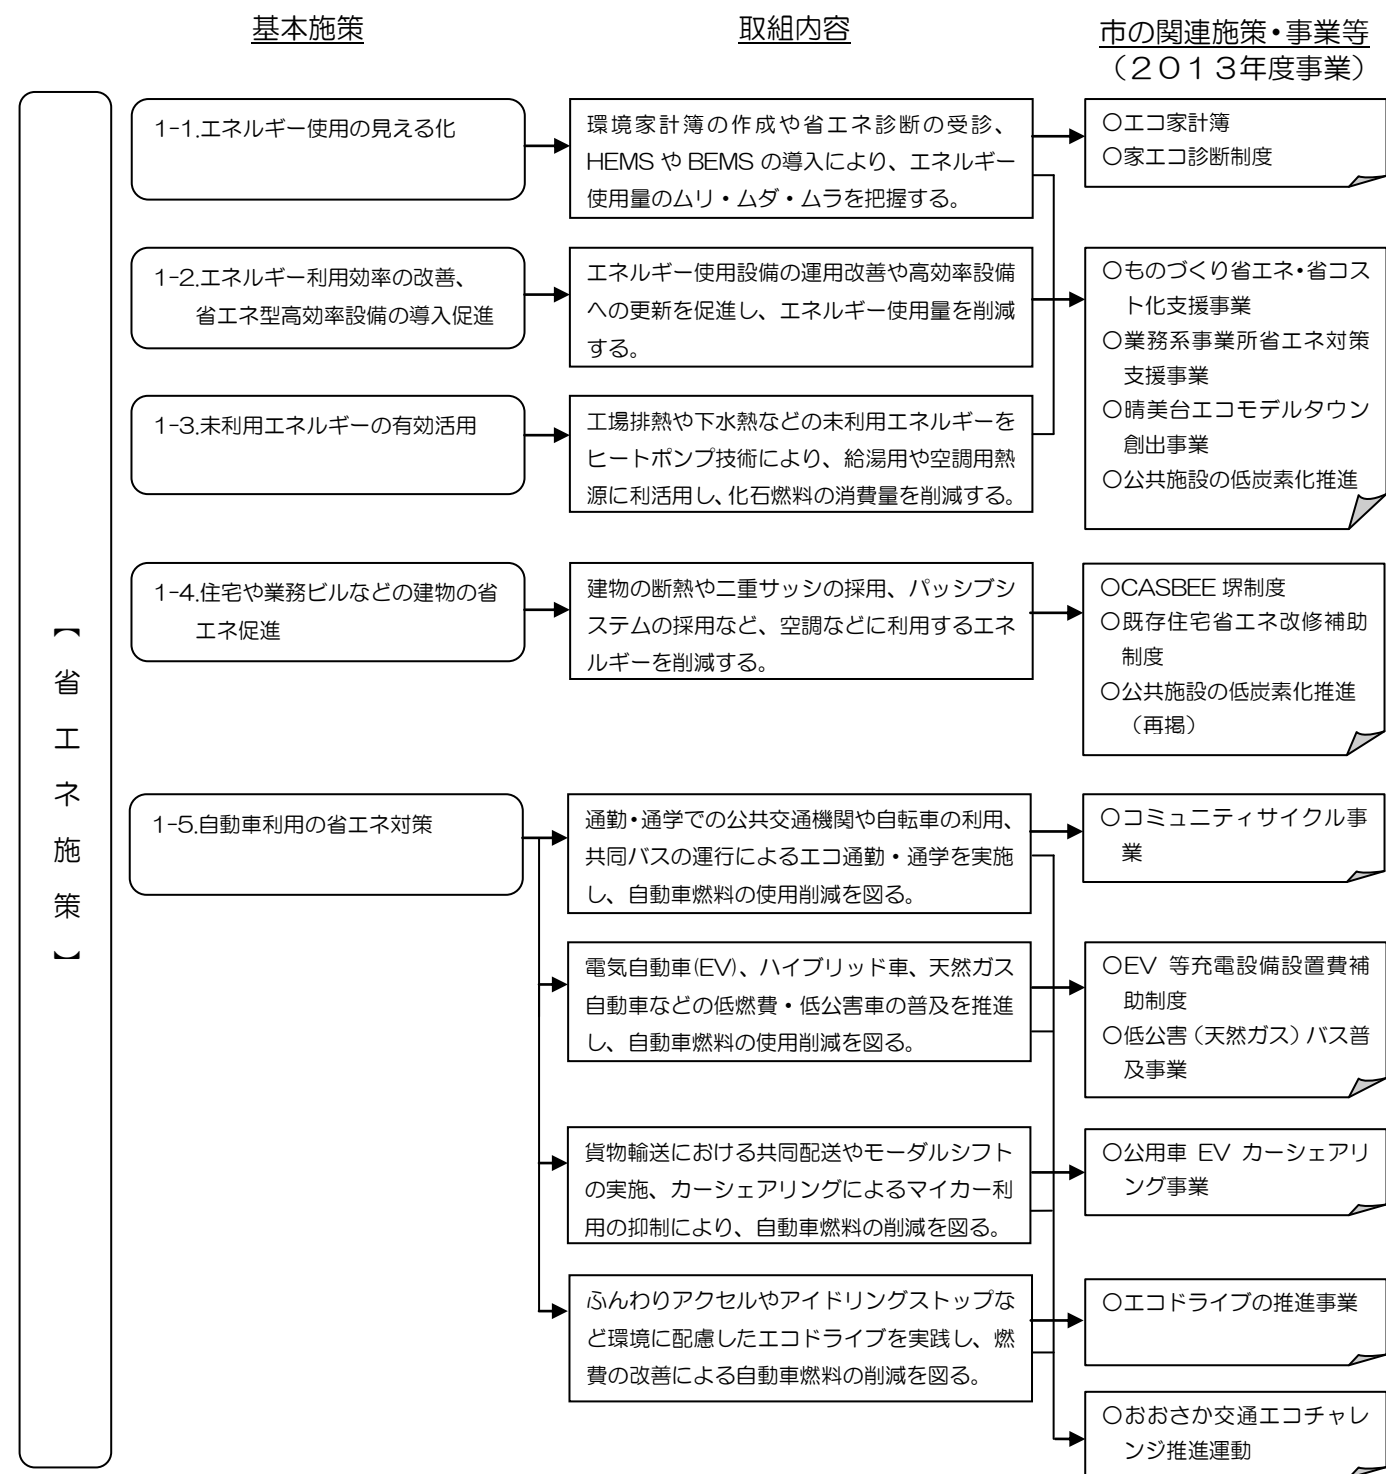 基本施策
取組内容
市の関連施策・事業等
（２０１３年度事業）
【省エネ施策】
1-1.エネルギー使用の見える化
環境家計簿の作成や省エネ診断の受診、
HEMS や BEMS の導入により、エネルギー
使用量のムリ・ムダ・ムラを把握する。
○エコ家計簿
○家エコ診断制度
1-2.エネルギー利用効率の改善、
省エネ型高効率設備の導入促進
エネルギー使用設備の運用改善や高効率設備
への更新を促進し、エネルギー使用量を削減
する。
○ものづくり省エネ・省コス
ト化支援事業
○業務系事業所省エネ対策
支援事業
○晴美台エコモデルタウン
創出事業
○公共施設の低炭素化推進
1-3.未利用エネルギーの有効活用
工場排熱や下水熱などの未利用エネルギーを
ヒートポンプ技術により、給湯用や空調用熱
源に利活用し、化石燃料の消費量を削減する。
1-4.住宅や業務ビルなどの建物の省
エネ促進
建物の断熱や二重サッシの採用、パッシブシ
ステムの採用など、空調などに利用するエネ
ルギーを削減する。
○CASBEE 堺制度
○既存住宅省エネ改修補助
制度
○公共施設の低炭素化推進
（再掲）
1-5.自動車利用の省エネ対策
通勤・通学での公共交通機関や自転車の利用、
共同バスの運行によるエコ通勤・通学を実施
し、自動車燃料の使用削減を図る。
○コミュニティサイクル事
業
電気自動車(EV)、ハイブリッド車、天然ガス
自動車などの低燃費・低公害車の普及を推進
し、自動車燃料の使用削減を図る。
○EV 等充電設備設置費補
助制度
○低公害（天然ガス）バス普
及事業
貨物輸送における共同配送やモーダルシフト
の実施、カーシェアリングによるマイカー利
用の抑制により、自動車燃料の削減を図る。
○公用車 EV カーシェアリ
ング事業
ふんわりアクセルやアイドリングストップな
ど環境に配慮したエコドライブを実践し、燃
費の改善による自動車燃料の削減を図る。
○エコドライブの推進事業
○おおさか交通エコチャレ
ンジ推進運動